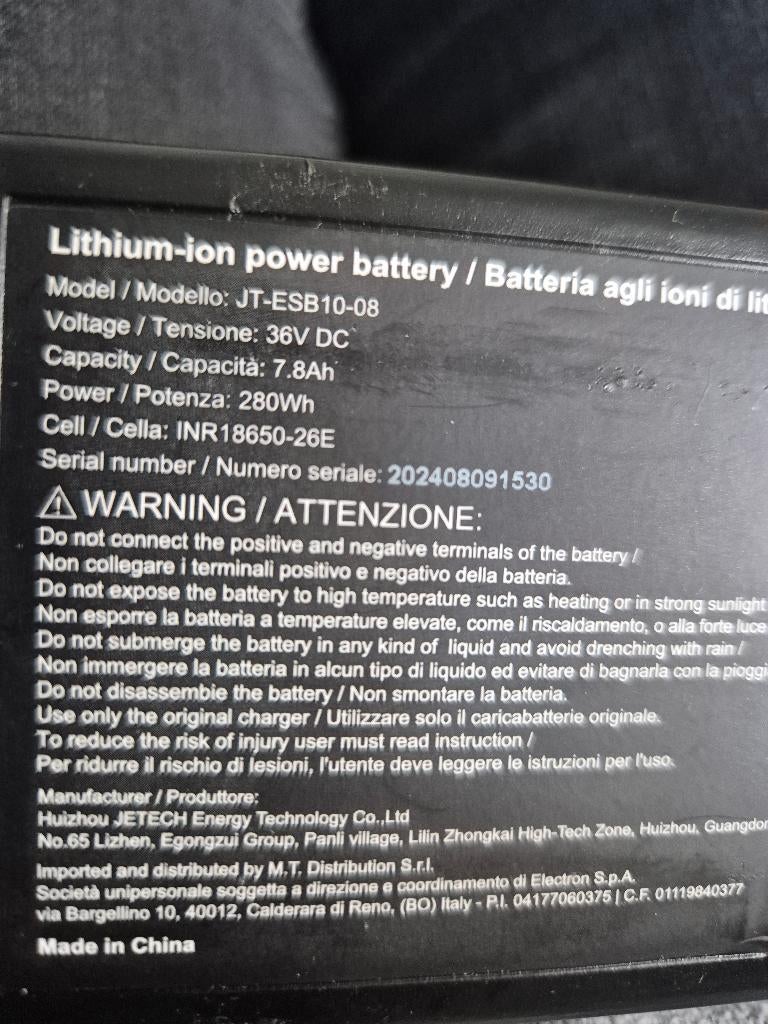 Lithium-ion power battery / Batteria agli ioni di lit
Model / Modello: JT-ESB10-08
Voltage / Tensione: 36V DC
Capacity / Capacità: 7.8Ah
Power / Potenza: 280Wh
Cell / Cella: INR18650-26E
Serial number / Numero seriale: 202408091530
WARNING / ATTENZIONE:
Do not connect the positive and negative terminals of the battery /
Non collegare i terminali positivo e negativo della batteria.
Do not expose the battery to high temperature such as heating or in strong sunlight
Non esporre la batteria a temperature elevate, come il riscaldamento, o alla forte luce
Do not submerge the battery in any kind of liquid and avoid drenching with rain /
Non immergere la batteria in alcun tipo di liquido ed evitare di bagnarla con la pioggi
Do not disassembie the battery / Non smontare la batteria.
Use only the original charger / Utilizzare solo il caricabatterie originale.
To reduce the risk of injury user must read instruction /
Per ridurre il rischio di lesioni, l'utente deve leggere le istruzioni per l'uso.
Manufacturer / Produttore:
Huizhou JETECH Energy Technology Co.,Ltd
No.65 Lizhen, Egongzui Group, Panli village, Lilin Zhongkai High-Tech Zone, Huizhou, Guangdon
Imported and distributed by M.T. Distribution S.r.l.
Società unipersonale soggetta a direzione e coordinamento di Electron S.p.A.
via Bargellino 10, 40012, Calderara di Reno, (BO) Italy - P.I. 04177060375 | C.F. 01119840377
Made in China